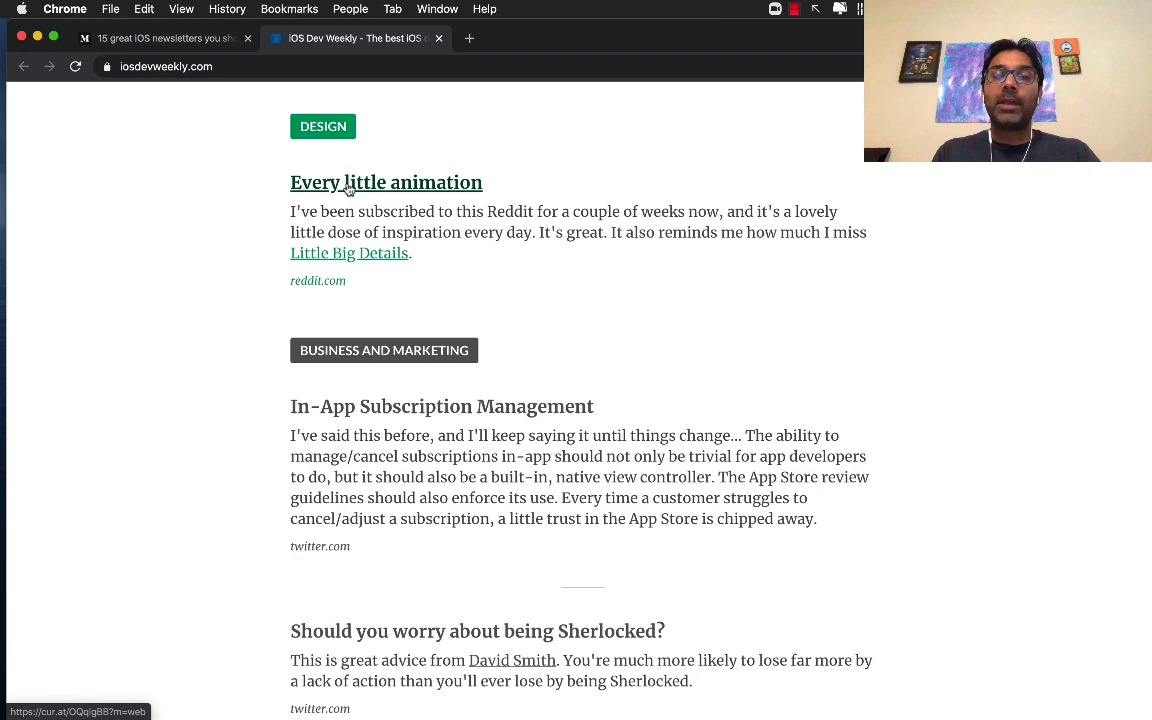 Chrome File Edit View History Bookmarks People Tab Window Help
15 great iOS newsletters you sh
iOS Dev Weekly - The best iOS
iosdevweekly.com
DESIGN
Every little animation
I've been subscribed to this Reddit for a couple of weeks now, and it's a lovely
little dose of inspiration every day. It's great. It also reminds me how much I miss
Little Big Details.
reddit.com
BUSINESS AND MARKETING
In-App Subscription Management
I've said this before, and I'll keep saying it until things change... The ability to
manage/cancel subscriptions in-app should not only be trivial for app developers
to do, but it should also be a built-in, native view controller. The App Store review
guidelines should also enforce its use. Every time a customer struggles to
cancel/adjust a subscription, a little trust in the App Store is chipped away.
twitter.com
Should you worry about being Sherlocked?
This is great advice from David Smith. You're much more likely to lose far more by
a lack of action than you'll ever lose by being Sherlocked.
twitter.com
https://cur.at/OQqlgBB?m=web